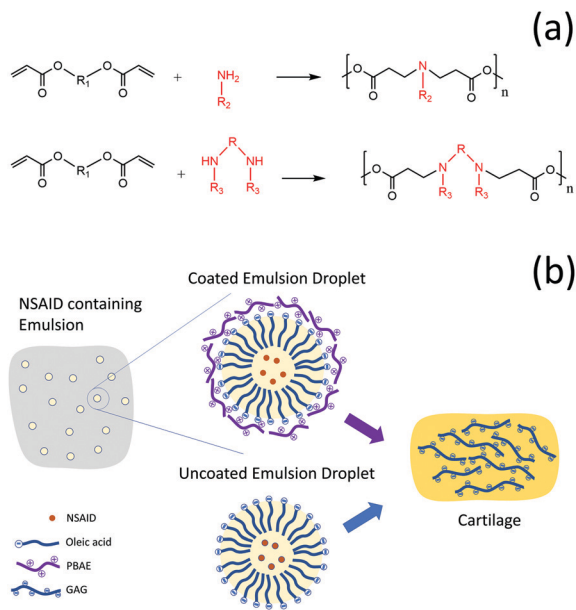 (a)
O
R₁
O
O
O
+
NH₂
R₂
O
N
R₂
O
O
n
O
R₁
O
O
O
+
R
HN
NH
R₃
R₃
R
O
N
N
R₃
R₃
O
O
n
(b)
Coated Emulsion Droplet
NSAID containing
Emulsion
Uncoated Emulsion Droplet
Cartilage
NSAID
Oleic acid
PBAE
GAG